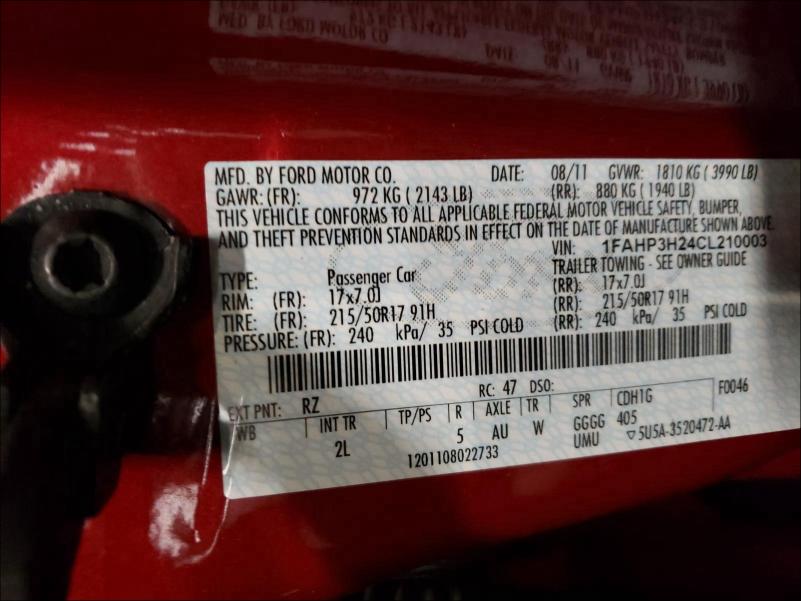 MFD. BY FORD MOTOR CO. DATE: 08/11 GVWR: 1810 KG ( 3990 LB)
GAWR: (FR): 972 KG ( 2143 LB) (RR): 880 KG ( 1940 LB)
THIS VEHICLE CONFORMS TO ALL APPLICABLE FEDERAL MOTOR VEHICLE SAFETY, BUMPER,
AND THEFT PREVENTION STANDARDS IN EFFECT ON THE DATE OF MANUFACTURE SHOWN ABOVE.
VIN: 1FAHP3H24CL210003
TYPE: Passenger Car TRAILER TOWING - SEE OWNER GUIDE
RIM: (FR): 17x7.0J (RR): 17x7.0J
TIRE: (FR): 215/50R17 91H (RR): 215/50R17 91H
PRESSURE: (FR): 240 kPa/ 35 PSI COLD (RR): 240 kPa/ 35 PSI COLD
EXT PNT: RZ RC: 47 DSO: F0046
WB INT TR TP/PS R AXLE TR SPR CDH1G
2L 5 AU W GGGG 405
UMU ▽5U5A-3520472-AA
1201108022733